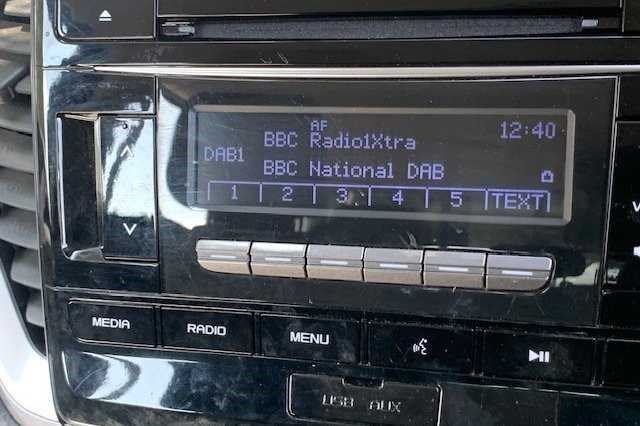 AF
BBC Radio1Xtra 12:40
DAB1
BBC National DAB
1 2 3 4 5 TEXT
MEDIA RADIO MENU
USB AUX